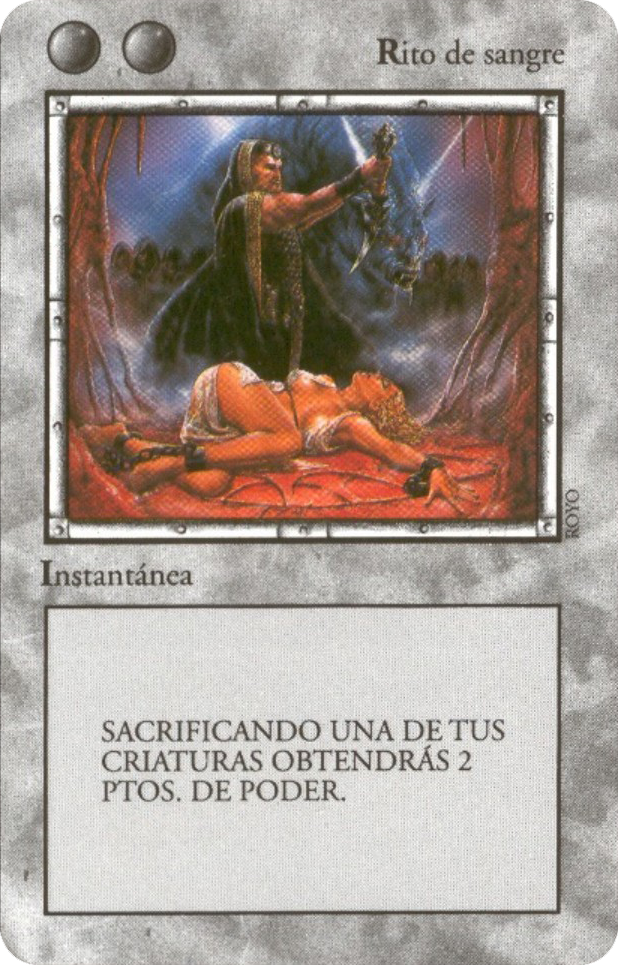 Rito de sangre
ROYO
Instantánea
SACRIFICANDO UNA DE TUS
CRIATURAS OBTENDRÁS 2
PTOS. DE PODER.